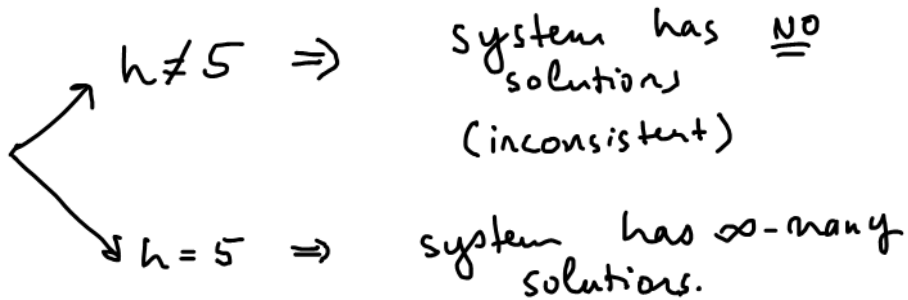 h ≠ 5 ⇒ system has NO
solutions
(inconsistent)
h = 5 ⇒ system has ∞-many
solutions.